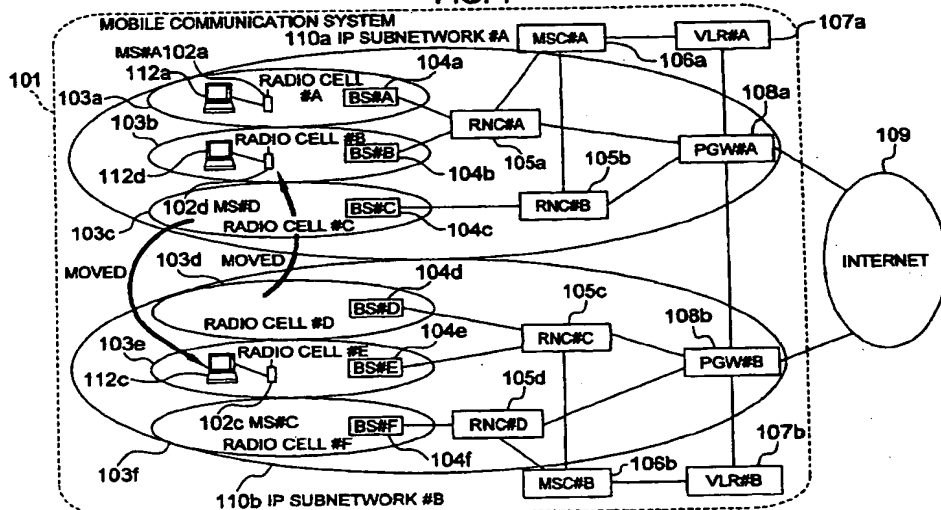 MOBILE COMMUNICATION SYSTEM
110a IP SUBNETWORK #A
MSC#A
VLR#A
107a
106a
101
MS#A 102a
112a
RADIO CELL #A
104a
BS#A
103a
103b
RNC#A
105a
108a
PGW#A
109
RADIO CELL #B
BS#B
104b
112d
105b
RNC#B
102d MS#D
103c
BS#C
RADIO CELL #C
104c
INTERNET
MOVED
MOVED
103d
104d
BS#D
RADIO CELL #D
105c
RNC#C
108b
PGW#B
103e
RADIO CELL #E
104e
BS#E
112c
105d
RNC#D
102c MS#C
BS#F
RADIO CELL #F
104f
103f
107b
106b
110b IP SUBNETWORK #B
MSC#B
VLR#B